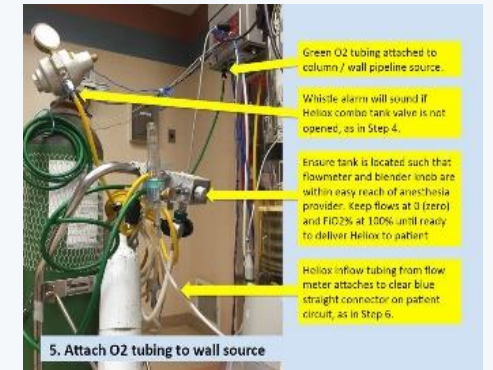 Green O2 tubing attached to
column / wall pipeline source.
Whistle alarm will sound if
Heliox combo tank valve is not
opened, as in Step 4.
Ensure tank is located such that
flowmeter and blender knob are
within easy reach of anesthesia
provider. Keep flows at 0 (zero)
and FiO2% at 100% until ready
to deliver Heliox to patient
Heliox inflow tubing from flow
meter attaches to clear blue
straight connector on patient
circuit, as in Step 6.
5. Attach O2 tubing to wall source